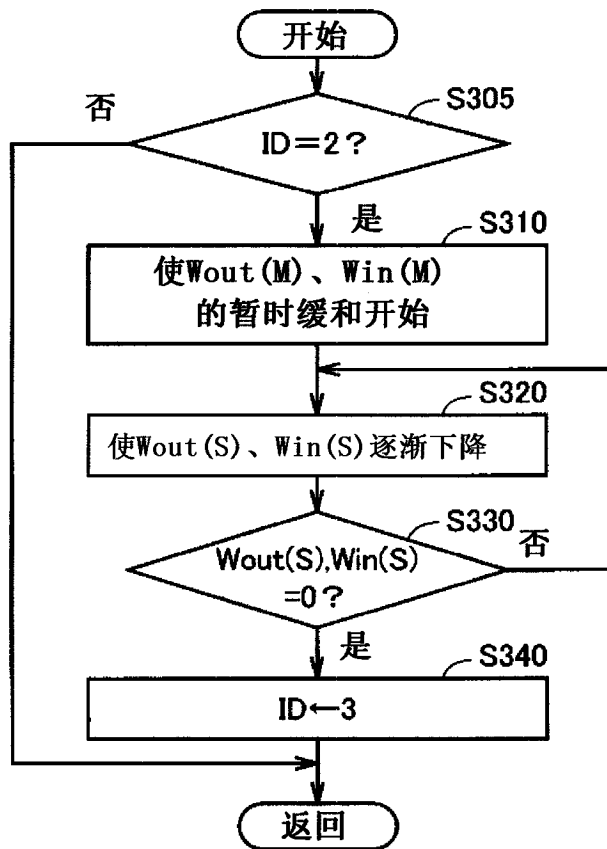 开始
S305
否
ID＝2？
是
S310
使Wout(M)、Win(M)
的暂时缓和开始
S320
使Wout(S)、Win(S)逐渐下降
S330
Wout(S),Win(S)
=0？
否
是
S340
ID←3
返回